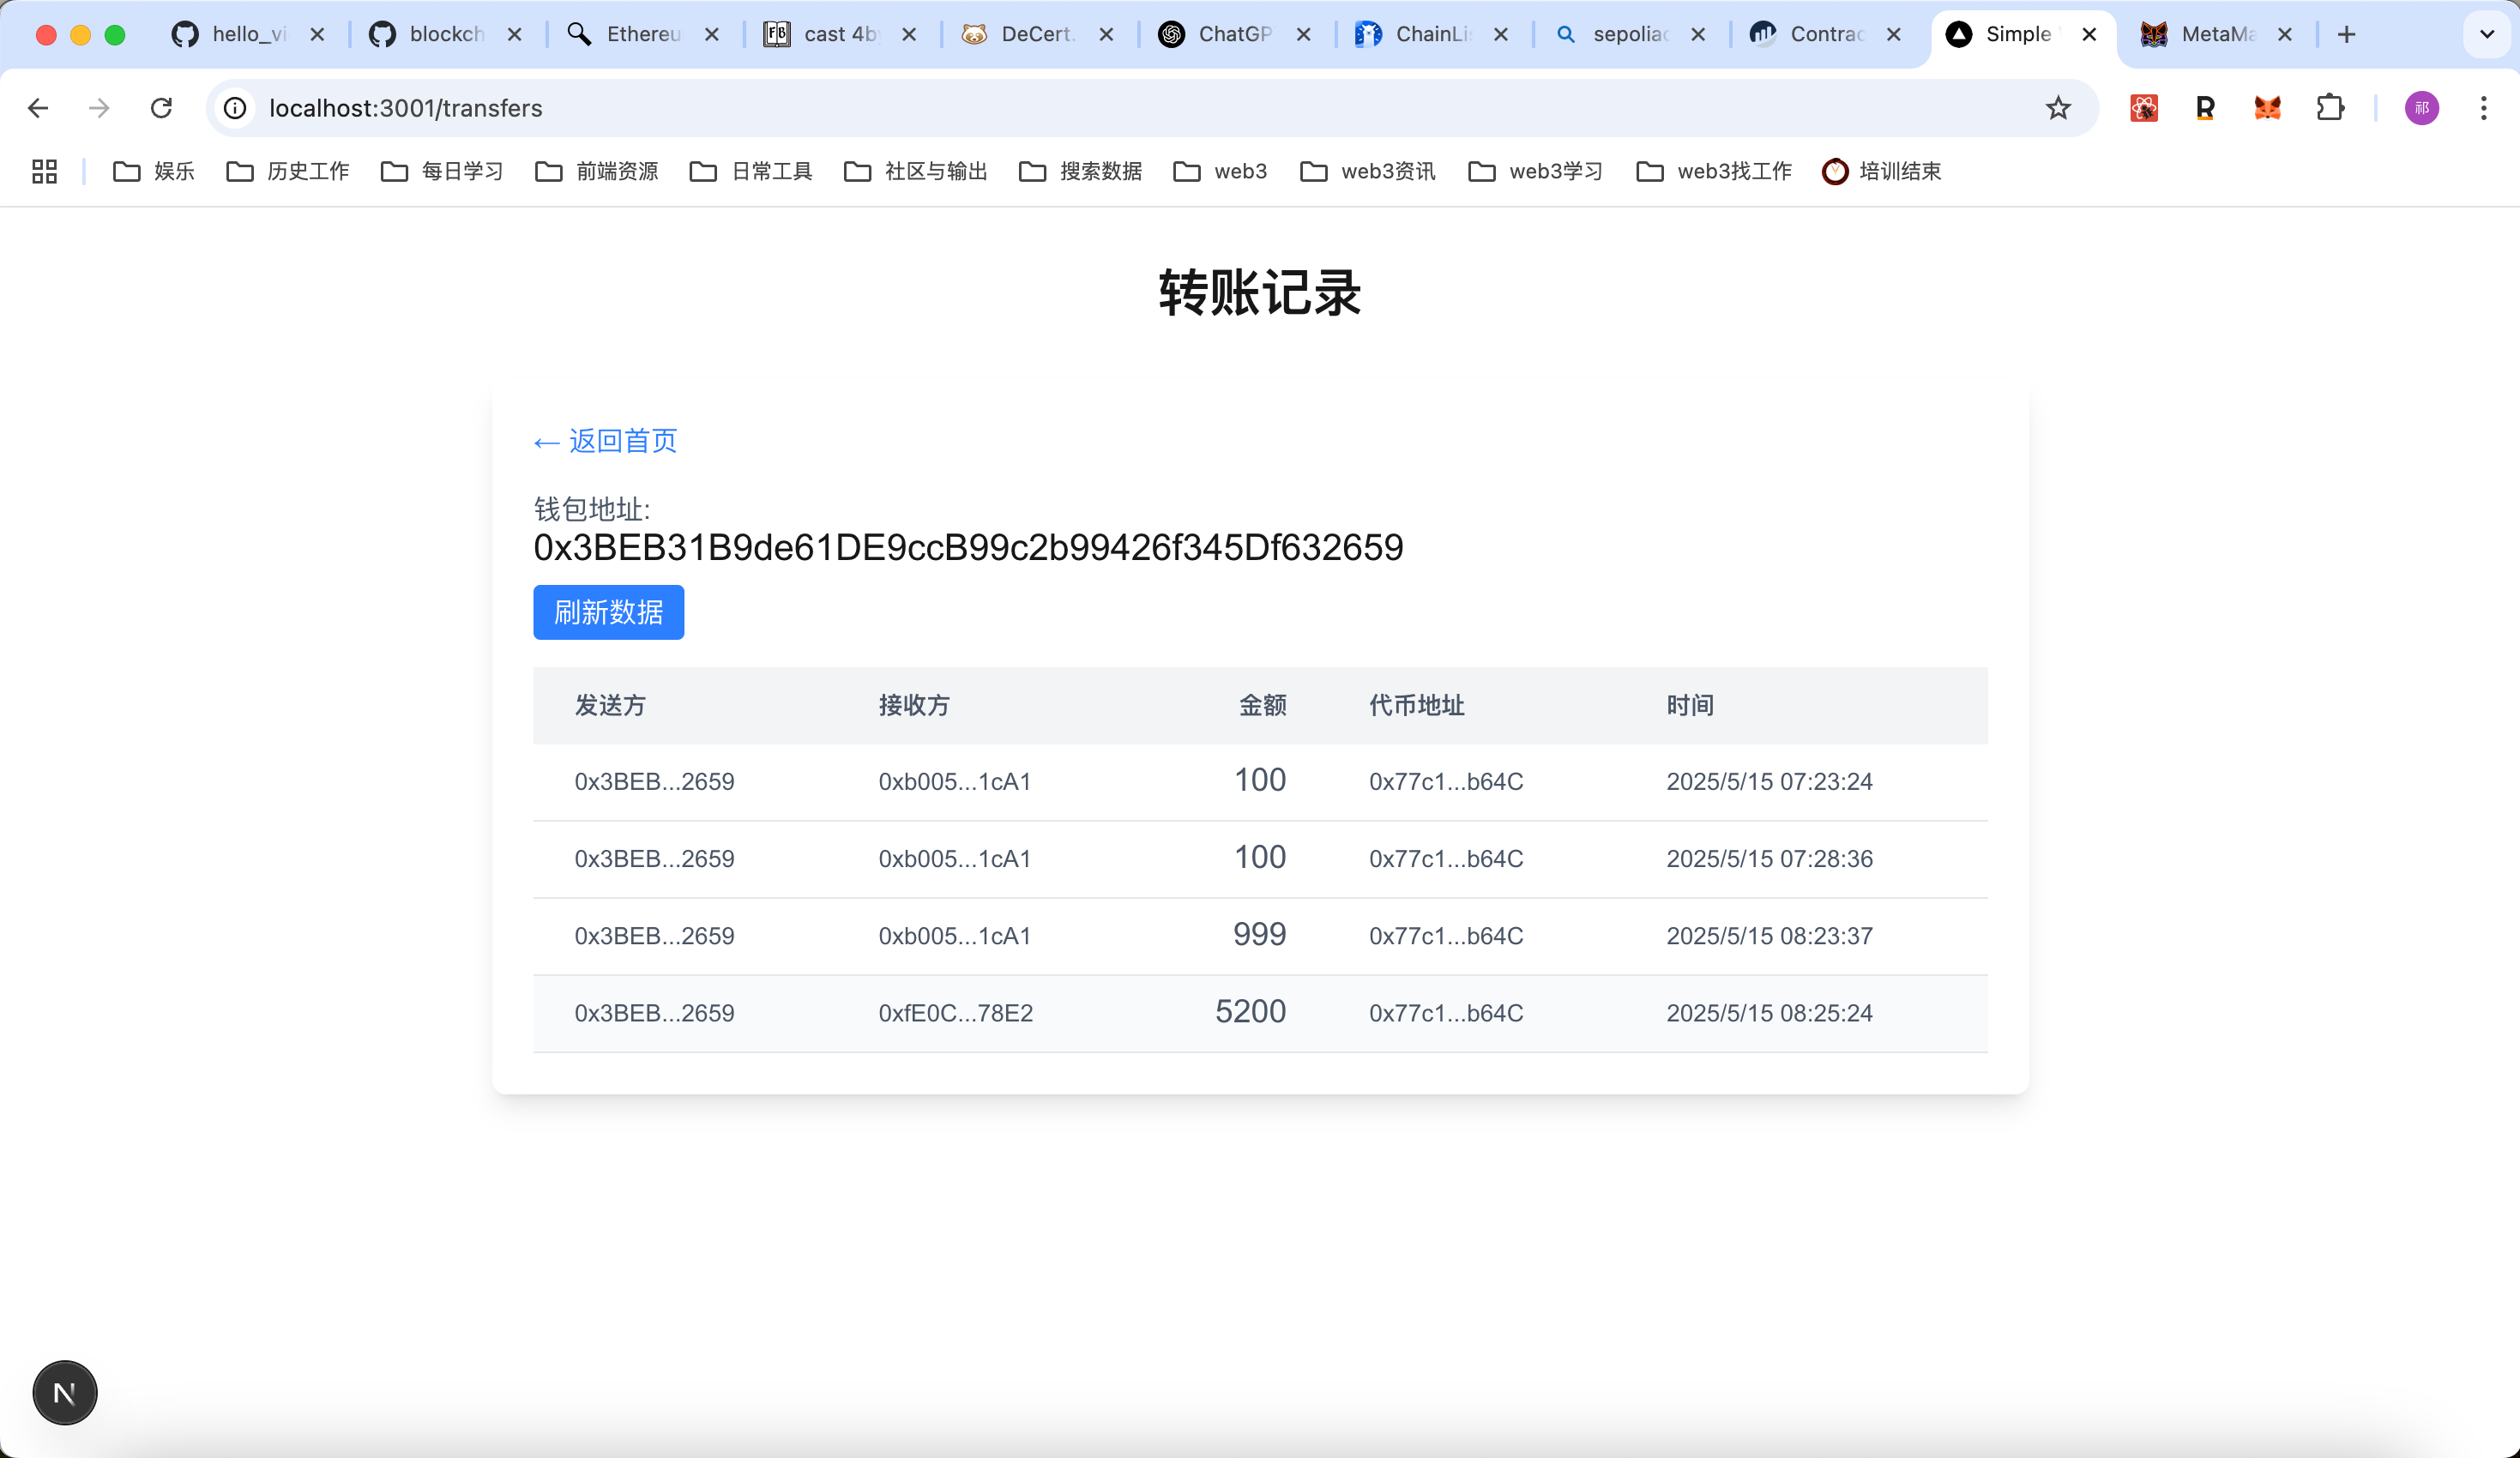 hello_vi blockch Ethereu cast 4b DeCert. ChatGP ChainLi sepolia Contrac Simple MetaMa
localhost:3001/transfers 祁
娱乐 历史工作 每日学习 前端资源 日常工具 社区与输出 搜索数据 web3 web3资讯 web3学习 web3找工作 培训结束
转账记录
← 返回首页
钱包地址:
0x3BEB31B9de61DE9ccB99c2b99426f345Df632659
刷新数据
发送方 接收方 金额 代币地址 时间
0x3BEB...2659 0xb005...1cA1 100 0x77c1...b64C 2025/5/15 07:23:24
0x3BEB...2659 0xb005...1cA1 100 0x77c1...b64C 2025/5/15 07:28:36
0x3BEB...2659 0xb005...1cA1 999 0x77c1...b64C 2025/5/15 08:23:37
0x3BEB...2659 0xfE0C...78E2 5200 0x77c1...b64C 2025/5/15 08:25:24
N